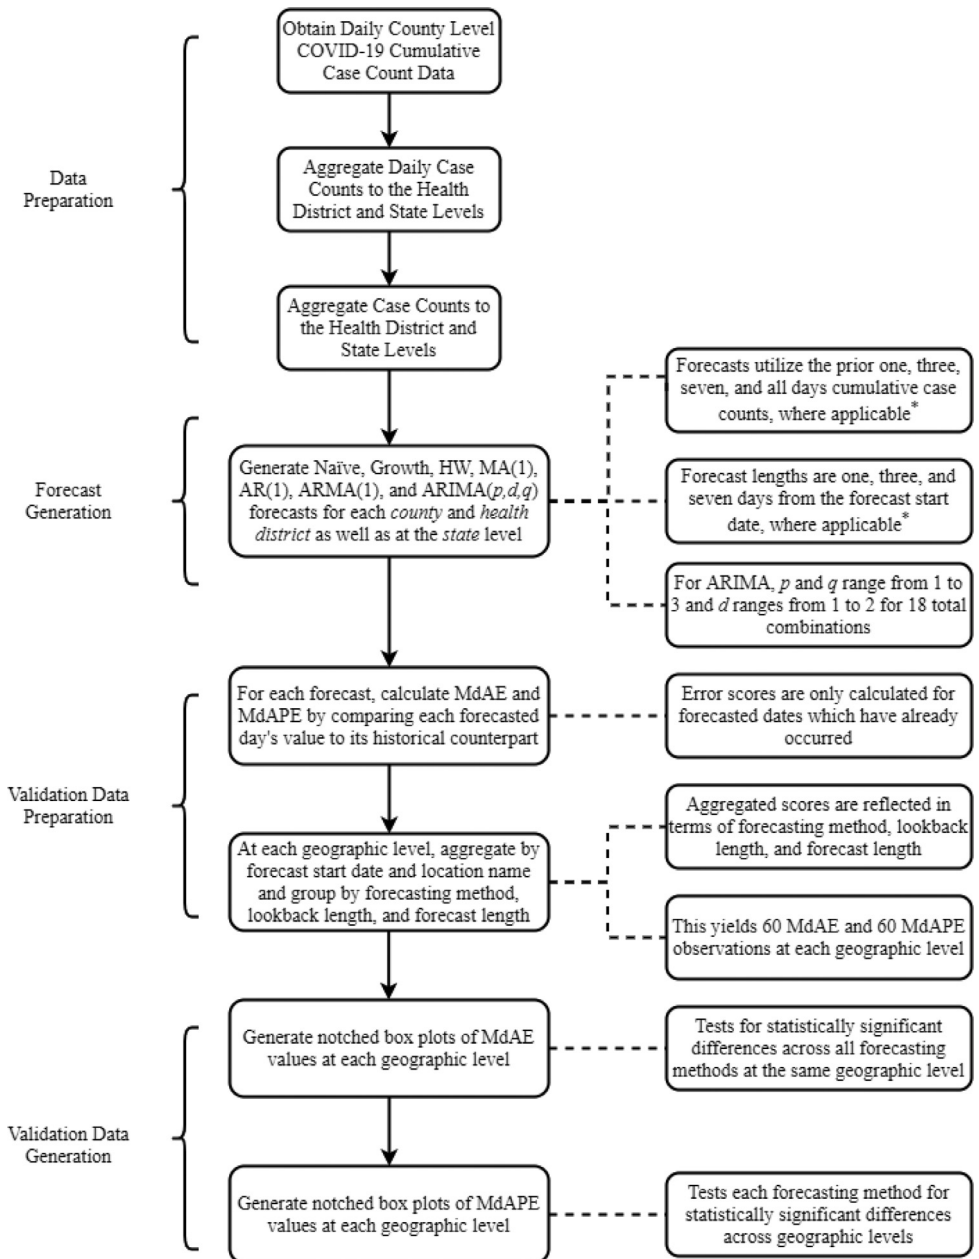 Data
Preparation
Obtain Daily County Level
COVID-19 Cumulative
Case Count Data
Aggregate Daily Case
Counts to the Health
District and State Levels
Aggregate Case Counts to
the Health District and
State Levels
Forecast
Generation
Generate Naïve, Growth, HW, MA(1),
AR(1), ARMA(1), and ARIMA(p,d,q)
forecasts for each county and health
district as well as at the state level
Forecasts utilize the prior one, three,
seven, and all days cumulative case
counts, where applicable*
Forecast lengths are one, three, and
seven days from the forecast start
date, where applicable*
For ARIMA, p and q range from 1 to
3 and d ranges from 1 to 2 for 18 total
combinations
Validation Data
Preparation
For each forecast, calculate MdAE and
MdAPE by comparing each forecasted
day's value to its historical counterpart
Error scores are only calculated for
forecasted dates which have already
occurred
At each geographic level, aggregate by
forecast start date and location name
and group by forecasting method,
lookback length, and forecast length
Aggregated scores are reflected in
terms of forecasting method, lookback
length, and forecast length
This yields 60 MdAE and 60 MdAPE
observations at each geographic level
Validation Data
Generation
Generate notched box plots of MdAE
values at each geographic level
Tests for statistically significant
differences across all forecasting
methods at the same geographic level
Generate notched box plots of MdAPE
values at each geographic level
Tests each forecasting method for
statistically significant differences
across geographic levels